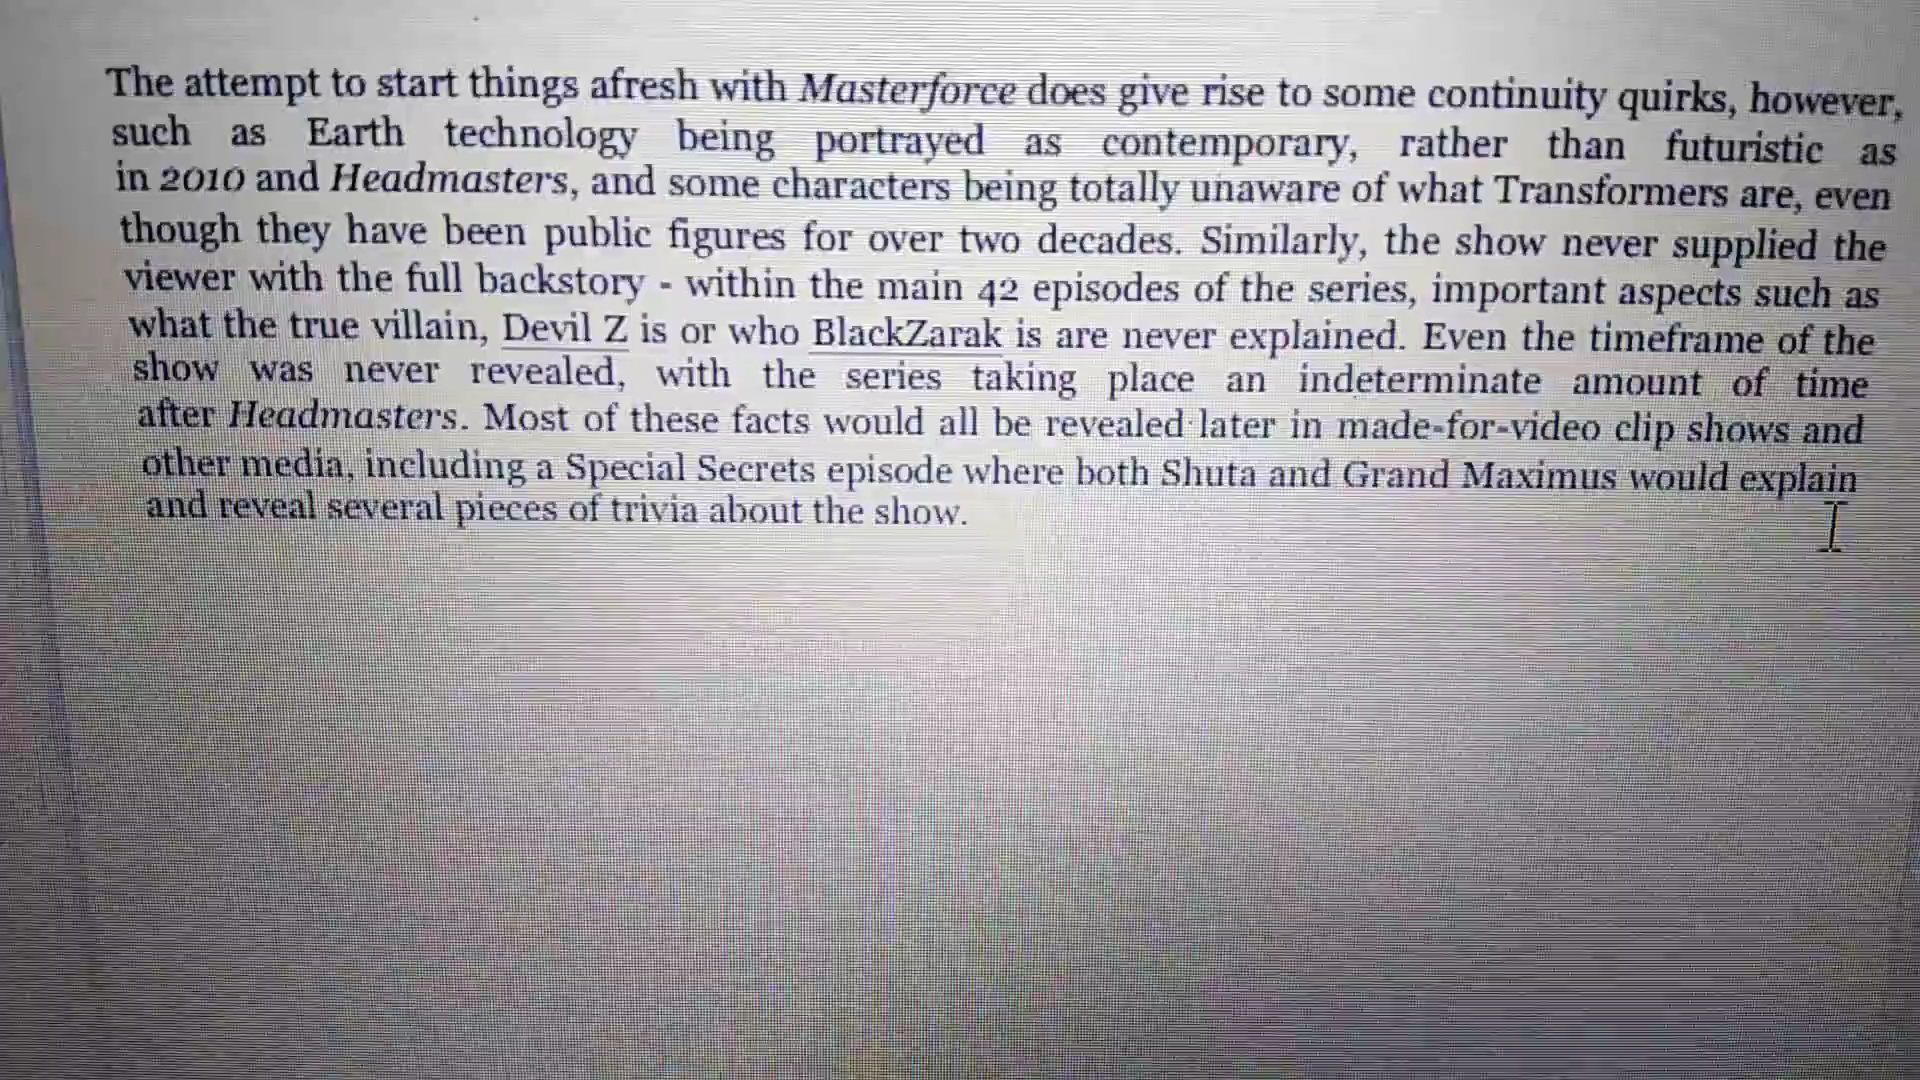 The attempt to start things afresh with Masterforce does give rise to some continuity quirks, however,
such as Earth technology being portrayed as contemporary, rather than futuristic as
in 2010 and Headmasters, and some characters being totally unaware of what Transformers are, even
though they have been public figures for over two decades. Similarly, the show never supplied the
viewer with the full backstory - within the main 42 episodes of the series, important aspects such as
what the true villain, Devil Z is or who BlackZarak is are never explained. Even the timeframe of the
show was never revealed, with the series taking place an indeterminate amount of time
after Headmasters. Most of these facts would all be revealed later in made-for-video clip shows and
other media, including a Special Secrets episode where both Shuta and Grand Maximus would explain
and reveal several pieces of trivia about the show.